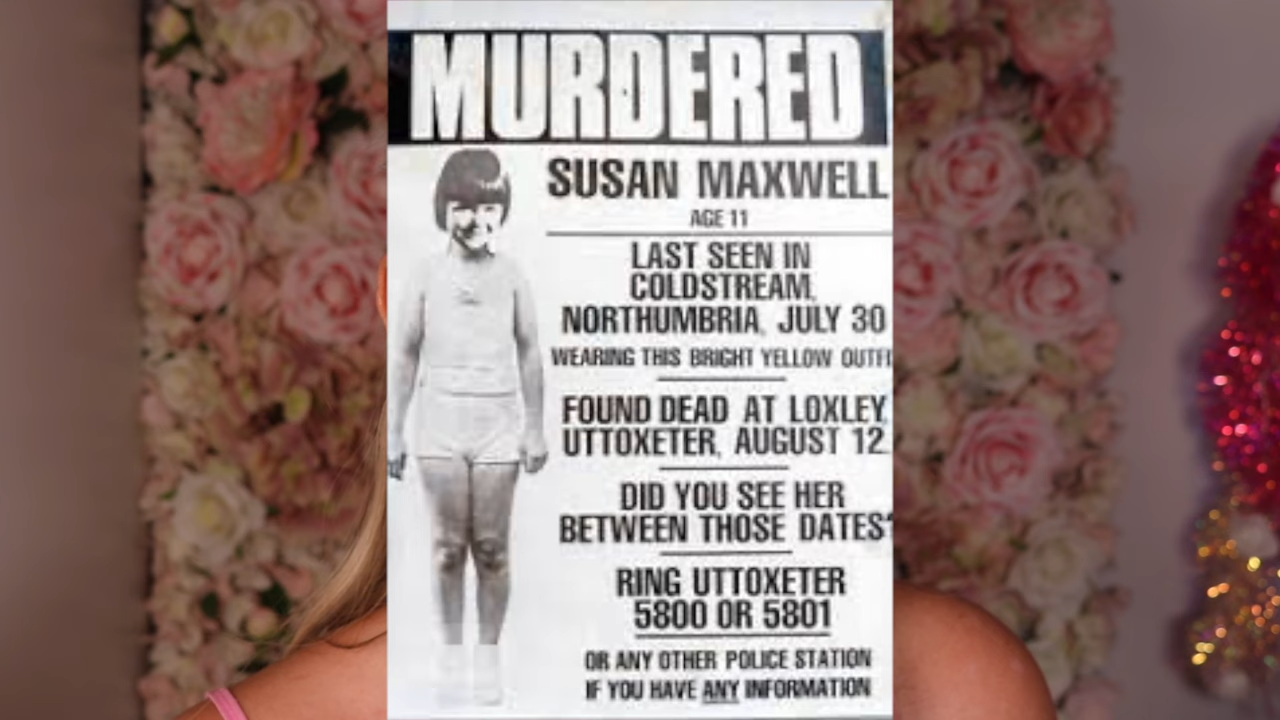 MURDERED
SUSAN MAXWELL
AGE 11
LAST SEEN IN
COLDSTREAM,
NORTHUMBRIA, JULY 30
WEARING THIS BRIGHT YELLOW OUTFI
FOUND DEAD AT LOXLEY,
UTTOXETER, AUGUST 12.
DID YOU SEE HER
BETWEEN THOSE DATES?
RING UTTOXETER
5800 OR 5801
OR ANY OTHER POLICE STATION
IF YOU HAVE ANY INFORMATION